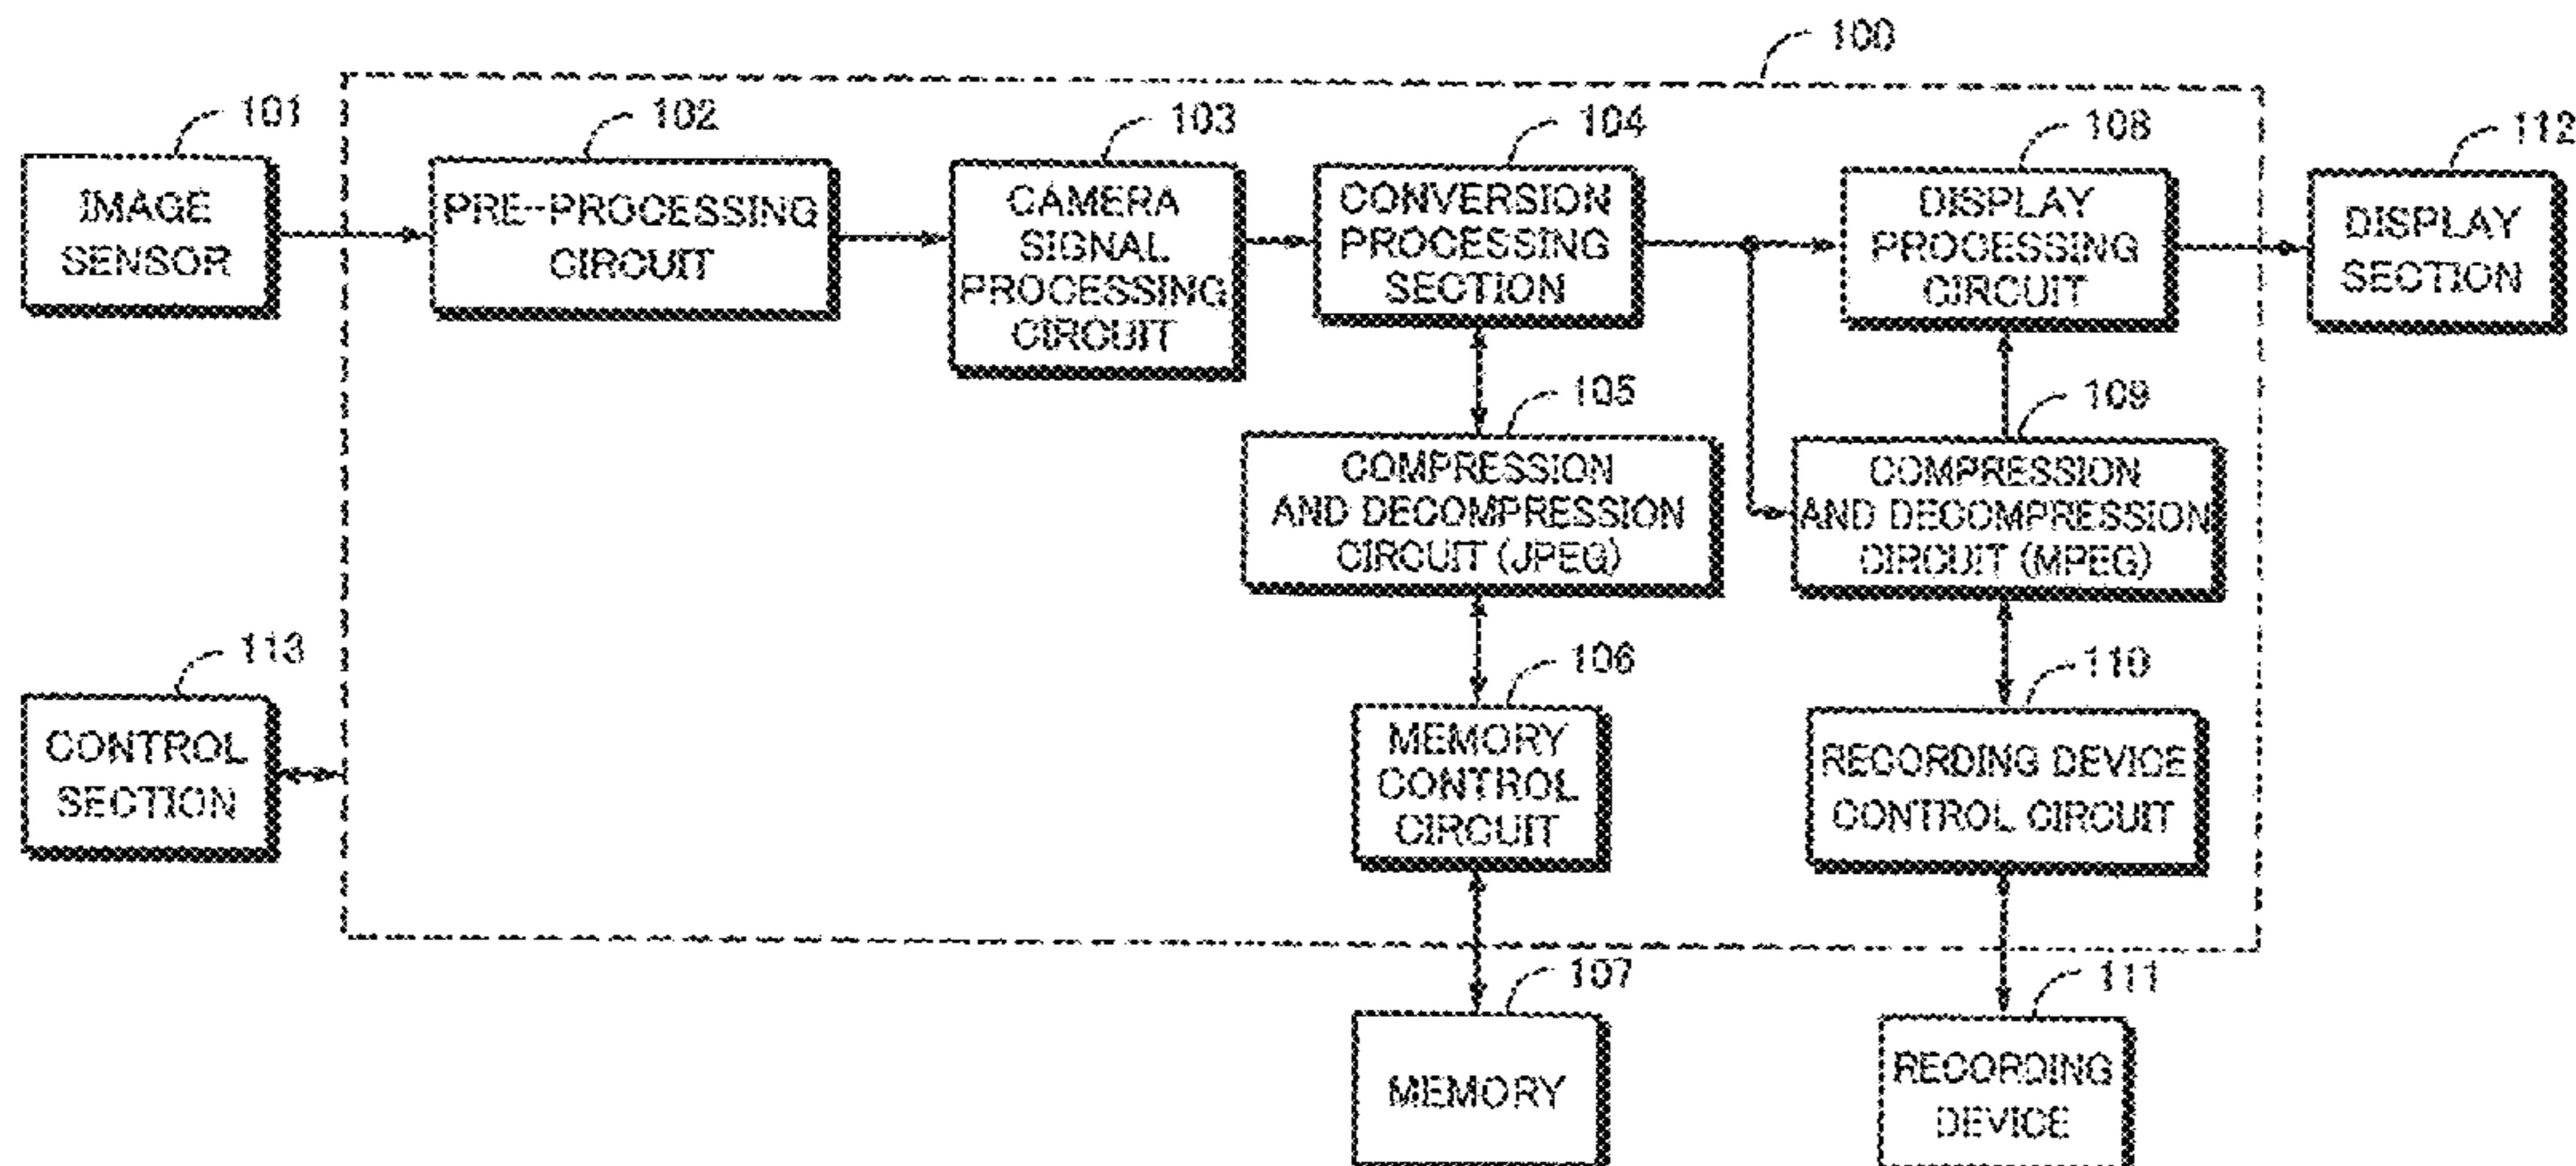 100
101
102
103
104
108
112
IMAGE
SENSOR
PRE-PROCESSING
CIRCUIT
CAMERA
SIGNAL
PROCESSING
CIRCUIT
CONVERSION
PROCESSING
SECTION
DISPLAY
PROCESSING
CIRCUIT
DISPLAY
SECTION
105
109
COMPRESSION
AND DECOMPRESSION
CIRCUIT (JPEG)
COMPRESSION
AND DECOMPRESSION
CIRCUIT (MPEG)
113
106
110
CONTROL
SECTION
MEMORY
CONTROL
CIRCUIT
RECORDING DEVICE
CONTROL CIRCUIT
107
111
MEMORY
RECORDING
DEVICE